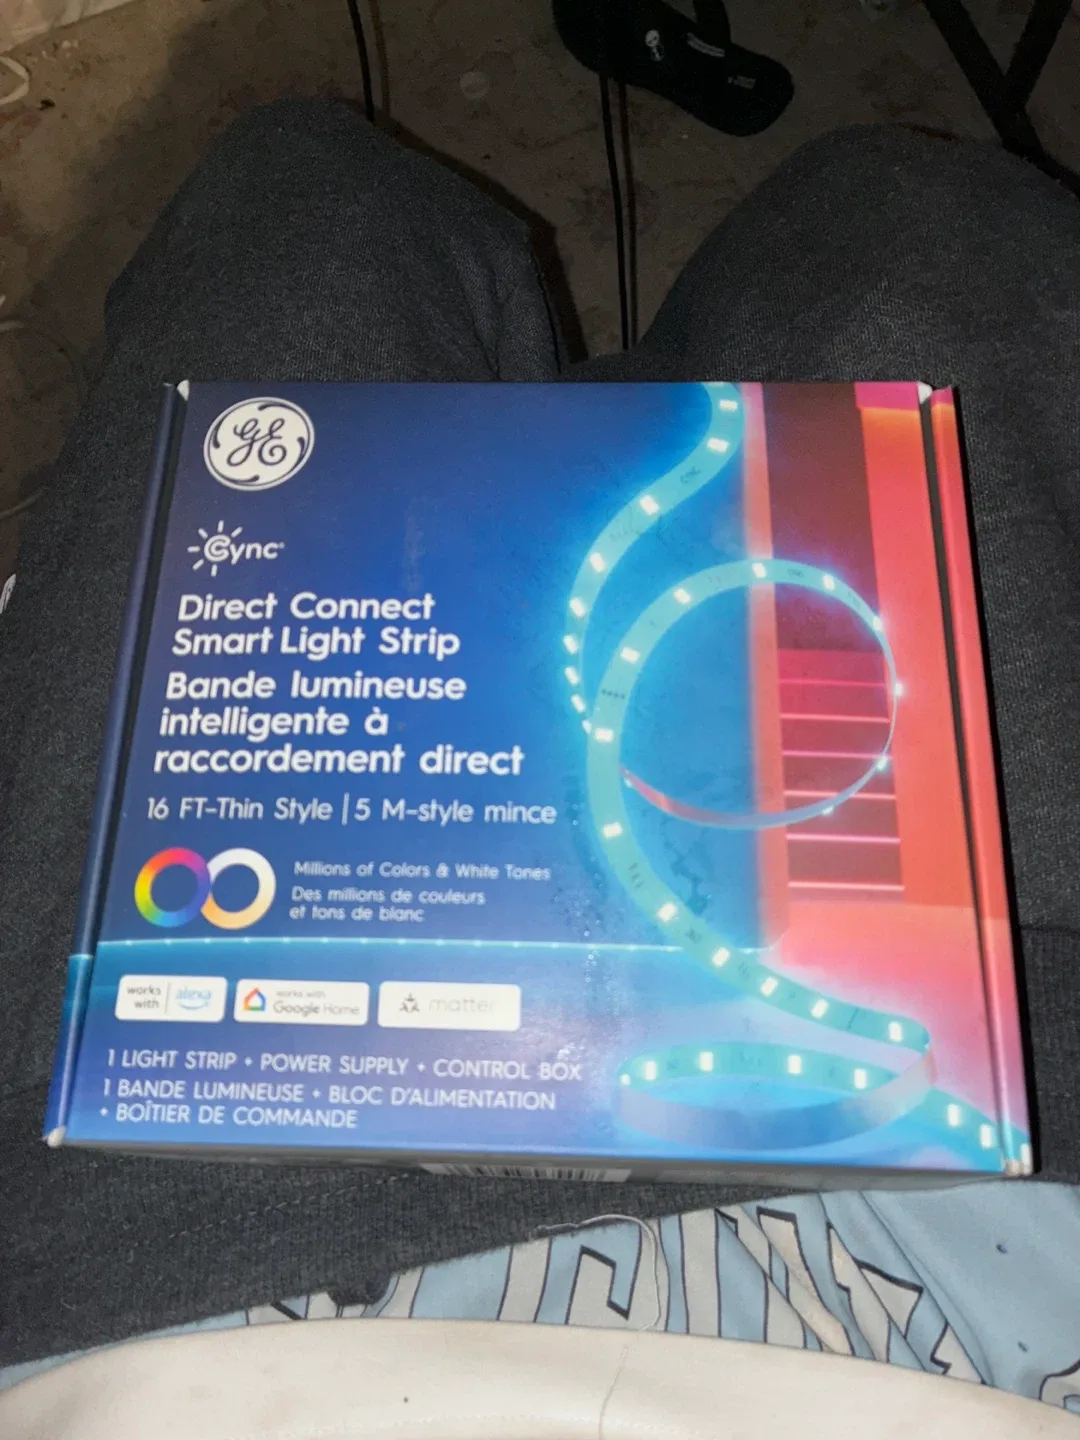 GE
Cync
Direct Connect
Smart Light Strip
Bande lumineuse
intelligente à
raccordement direct
16 FT-Thin Style | 5 M-style mince
Millions of Colors & White Tones
Des millions de couleurs
et tons de blanc
works with alexa
works with Google Home
matter
1 LIGHT STRIP + POWER SUPPLY + CONTROL BOX
1 BANDE LUMINEUSE + BLOC D'ALIMENTATION
+ BOÎTIER DE COMMANDE